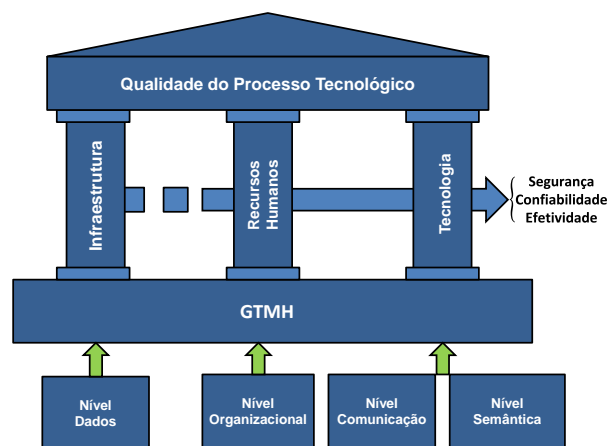 Qualidade do Processo Tecnológico
Infraestrutura
Recursos
Humanos
Tecnologia
Segurança
Confiabilidade
Efetividade
GTMH
Nível
Dados
Nível
Organizacional
Nível
Comunicação
Nível
Semântica